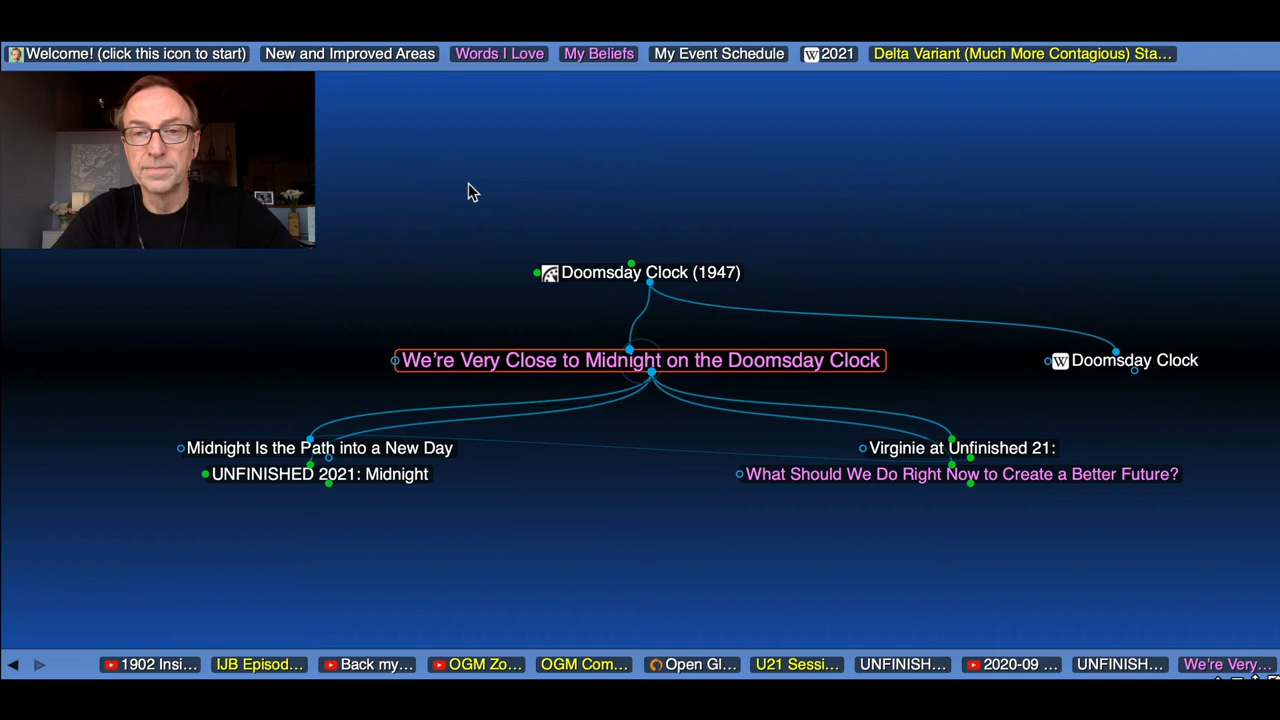 Welcome! (click this icon to start) New and Improved Areas Words I Love My Beliefs My Event Schedule W 2021 Delta Variant (Much More Contagious) Sta...
Doomsday Clock (1947)
We're Very Close to Midnight on the Doomsday Clock
W Doomsday Clock
Midnight Is the Path into a New Day
Virginie at Unfinished 21:
UNFINISHED 2021: Midnight
What Should We Do Right Now to Create a Better Future?
1902 Insi... IJB Episod... Back my... OGM Zo... OGM Com... Open Gl... U21 Sessi... UNFINISH... 2020-09 ... UNFINISH... We're Very...